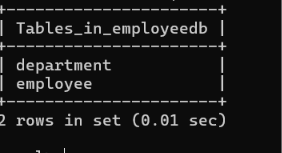 +------------------------+
| Tables_in_employeedb |
+------------------------+
| department |
| employee |
+------------------------+
2 rows in set (0.01 sec)